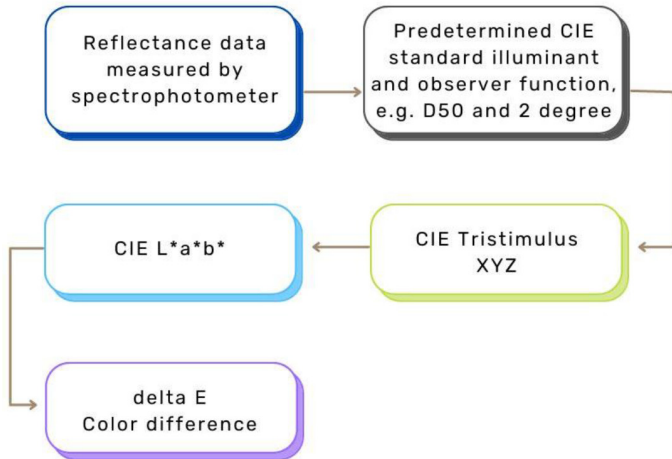 Reflectance data
measured by
spectrophotometer
Predetermined CIE
standard illuminant
and observer function,
e.g. D50 and 2 degree
CIE Tristimulus
XYZ
CIE L*a*b*
delta E
Color difference